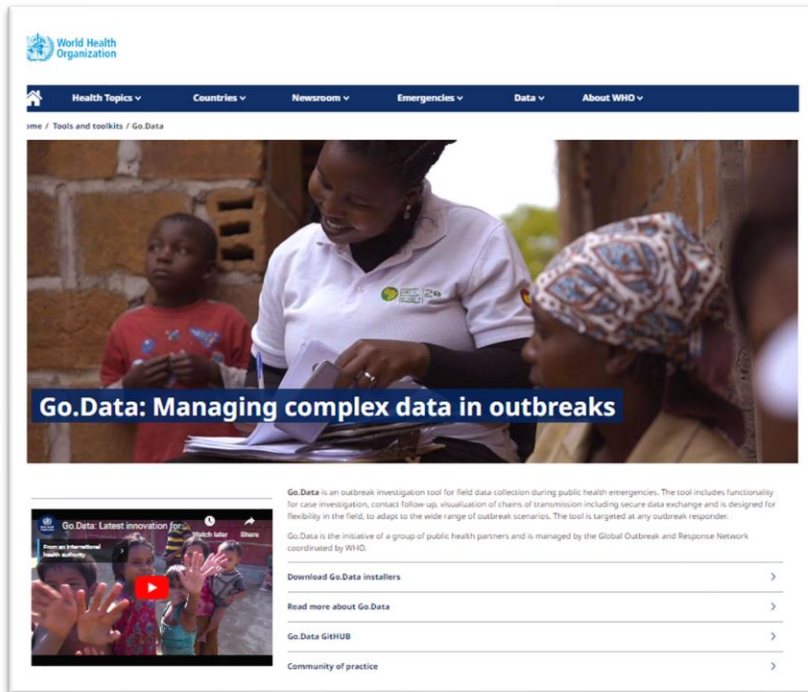 World Health
Organization
Health Topics
Countries
Newsroom
Emergencies
Data
About WHO
ome / Tools and toolkits / Go.Data
Go.Data: Managing complex data in outbreaks
Go.Data is an outbreak investigation tool for field data collection during public health emergencies. The tool includes functionality
for case investigation, contact follow-up, visualization of chains of transmission including secure data exchange and is designed for
flexibility in the field, to adapt to the wide range of outbreak scenarios. The tool is targeted at any outbreak responder.
Go.Data is the initiative of a group of public health partners and is managed by the Global Outbreak and Response Network
coordinated by WHO.
Go.Data: Latest innovation for
Watch later
Share
From an international
health authority
Download Go.Data installers
Read more about Go.Data
Go.Data GitHUB
Community of practice